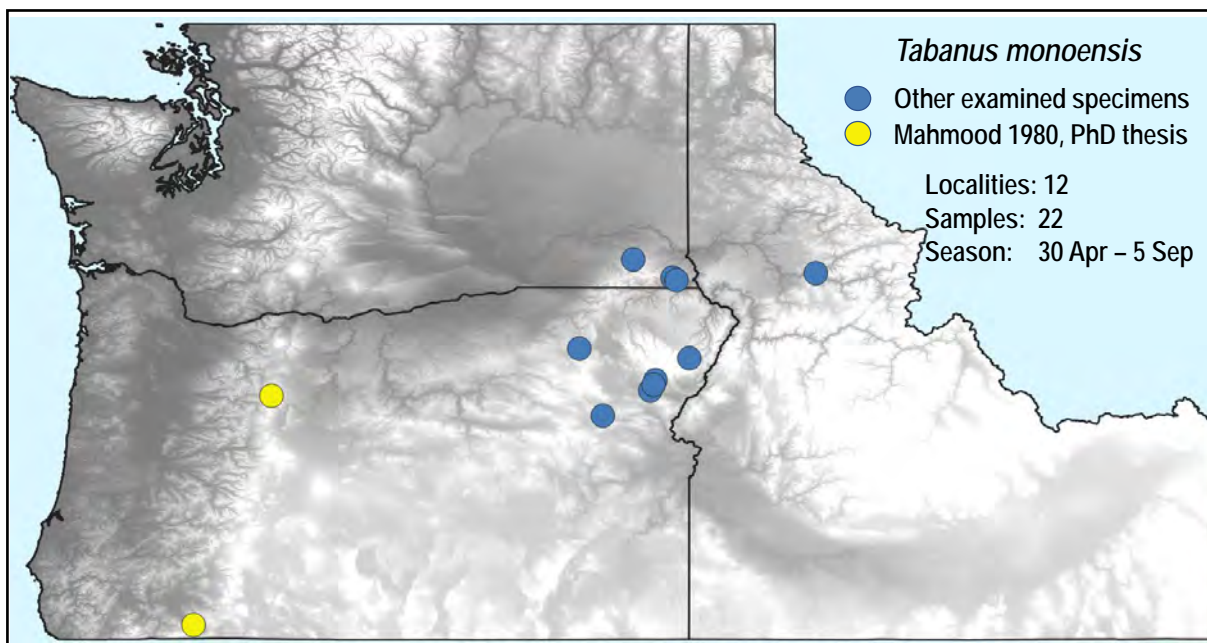 Tabanus monoensis
Other examined specimens
Mahmood 1980, PhD thesis
Localities: 12
Samples: 22
Season: 30 Apr – 5 Sep